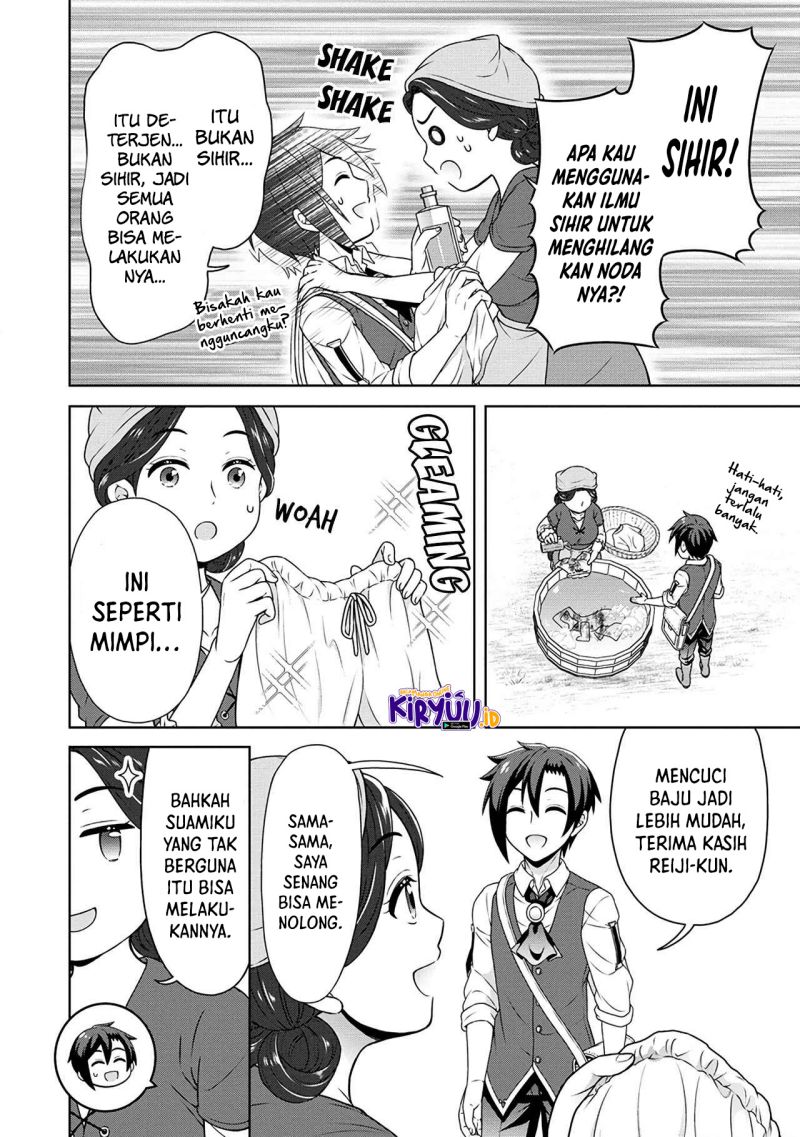 INI
SIHIR!
APA KAU
MENGGUNA-
KAN ILMU
SIHIR UNTUK
MENGHILANG
KAN NODA
NYA?!
SHAKE
SHAKE
ITU
BUKAN
SIHIR...
ITU DE-
TERJEN...
BUKAN
SIHIR, JADI
SEMUA
ORANG
BISA ME-
LAKUKAN
NYA...
Bisakah kau
berhenti me-
ngguncangku?
Hati-hati,
jangan
terlalu
banyak
GLEAMING
WOAH
INI
SEPERTI
MIMPI...
KIRYUU.iD
MENCUCI
BAJU JADI
LEBIH MUDAH,
TERIMA KASIH
REIJI-KUN.
SAMA-
SAMA, SAYA
SENANG
BISA ME-
NOLONG.
BAHKAH
SUAMIKU
YANG TAK
BERGUNA
ITU BISA
MELAKU-
KANNYA.